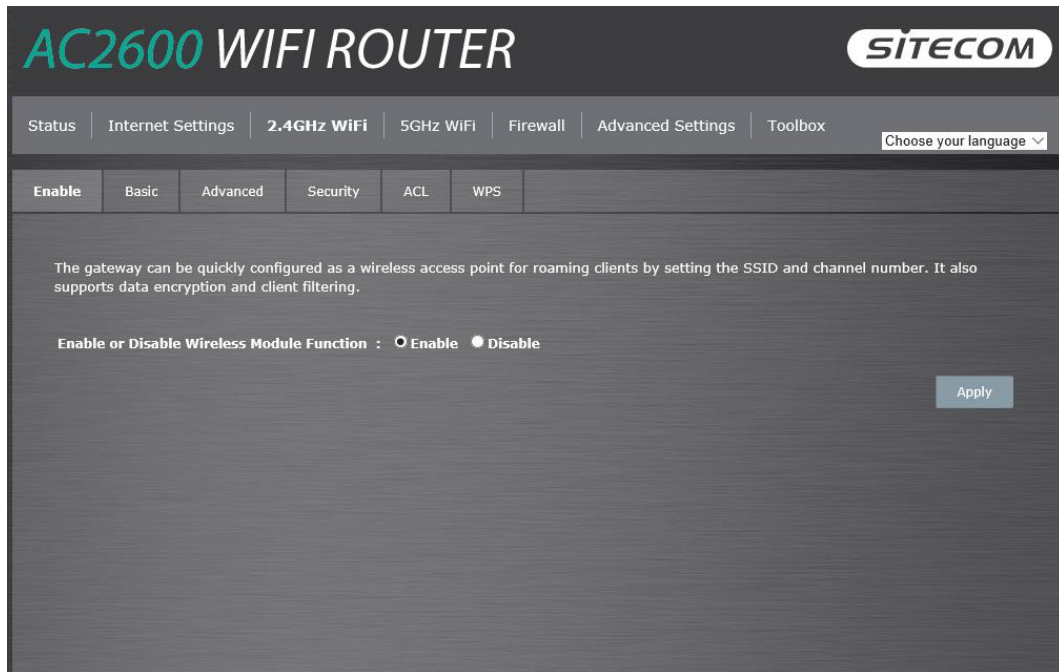 AC2600 WIFI ROUTER
SITECOM
Status Internet Settings 2.4GHz WiFi 5GHz WiFi Firewall Advanced Settings Toolbox
Choose your language
Enable Basic Advanced Security ACL WPS
The gateway can be quickly configured as a wireless access point for roaming clients by setting the SSID and channel number. It also
supports data encryption and client filtering.
Enable or Disable Wireless Module Function : Enable Disable
Apply